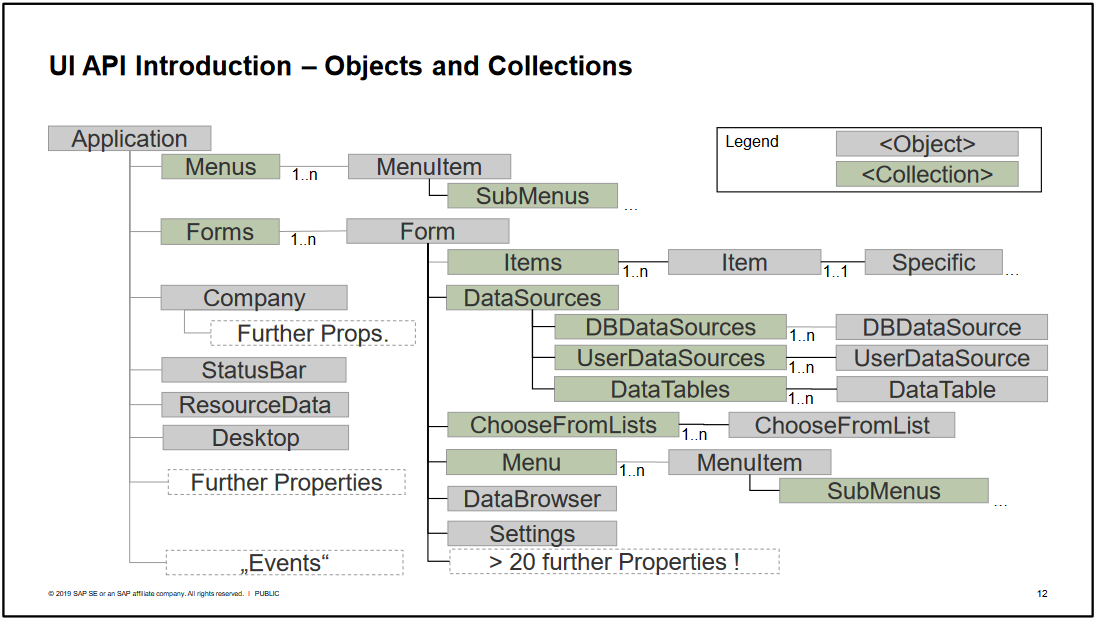 UI API Introduction – Objects and Collections
Application
Legend
<Object>
<Collection>
Menus
1..n
MenuItem
SubMenus
...
Forms
1..n
Form
Items
1..n
Item
1..1
Specific
...
Company
Further Props.
DataSources
DBDataSources
1..n
DBDataSource
UserDataSources
1..n
UserDataSource
DataTables
1..n
DataTable
StatusBar
ResourceData
Desktop
Further Properties
„Events“
ChooseFromLists
1..n
ChooseFromList
Menu
1..n
MenuItem
SubMenus
...
DataBrowser
Settings
> 20 further Properties !
© 2019 SAP SE or an SAP affiliate company. All rights reserved. ǀ PUBLIC
12